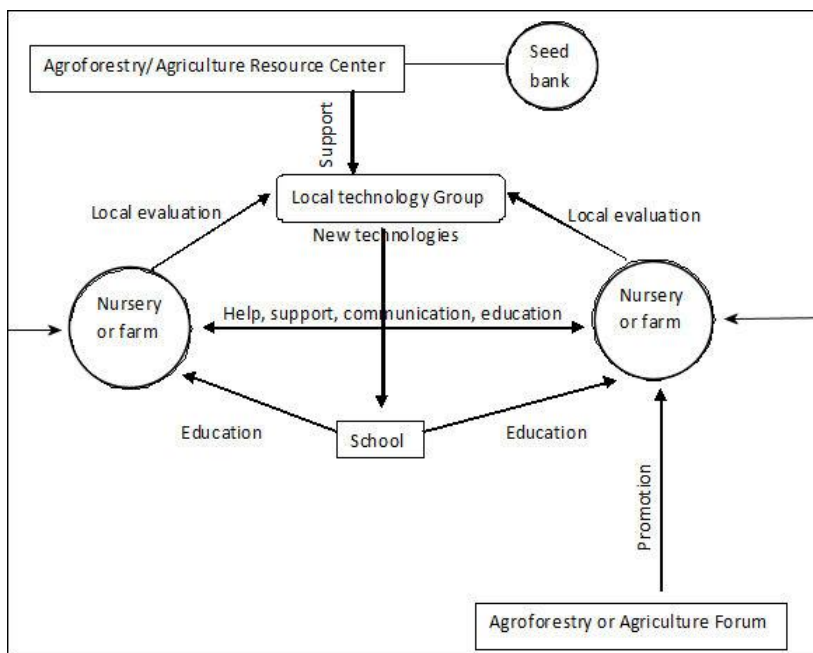 Agroforestry/Agriculture Resource Center
Seed
bank
Support
Local technology Group
Local evaluation
Local evaluation
New technologies
Nursery
or farm
Help, support, communication, education
Nursery
or farm
Education
School
Education
Promotion
Agroforestry or Agriculture Forum